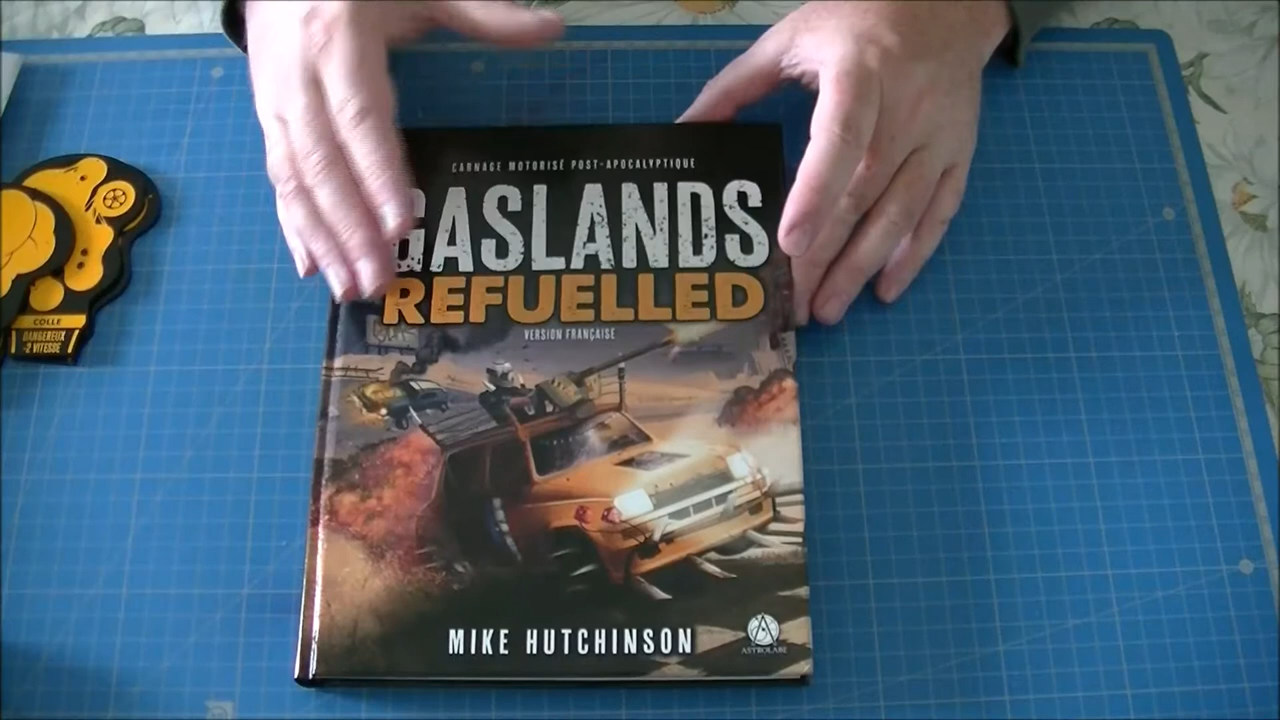 CARNAGE MOTORISÉ POST-APOCALYPTIQUE
GASLANDS
REFUELLED
VERSION FRANÇAISE
MIKE HUTCHINSON
ASTROLABE
COLLE
DANGEREUX
-2 VITESSE